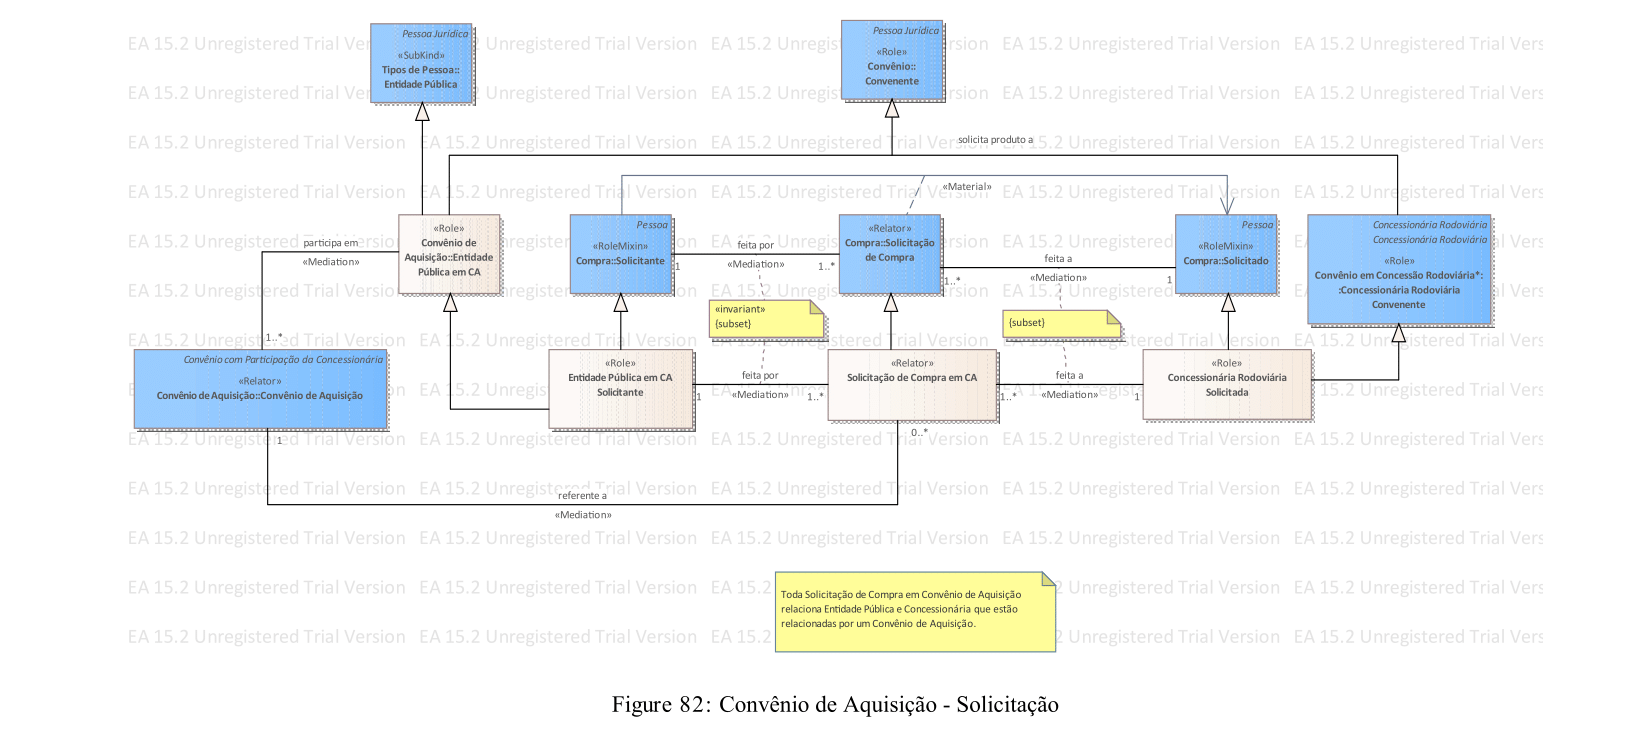 Pessoa Jurídica
«SubKind»
Tipos de Pessoa::
Entidade Pública
Pessoa Jurídica
«Role»
Convênio::
Convenente
solicita produto a
«Material»
«Role»
Convênio de
Aquisição::Entidade
Pública em CA
Pessoa
«RoleMixin»
Compra::Solicitante
«Relator»
Compra::Solicitação
de Compra
Pessoa
«RoleMixin»
Compra::Solicitado
Concessionária Rodoviária
Concessionária Rodoviária
«Role»
Convênio em Concessão Rodoviária*:
:Concessionária Rodoviária
Convenente
participa em
«Mediation»
1..*
feita por
«Mediation»
1
1..*
feita a
«Mediation»
1..*
1
«invariant»
{subset}
{subset}
Convênio com Participação da Concessionária
«Relator»
Convênio de Aquisição::Convênio de Aquisição
«Role»
Entidade Pública em CA
Solicitante
feita por
«Mediation»
1
1..*
«Relator»
Solicitação de Compra em CA
feita a
«Mediation»
1..*
1
«Role»
Concessionária Rodoviária
Solicitada
1
0..*
referente a
«Mediation»
Toda Solicitação de Compra em Convênio de Aquisição
relaciona Entidade Pública e Concessionária que estão
relacionadas por um Convênio de Aquisição.
EA 15.2 Unregistered Trial Version
Figure 82: Convênio de Aquisição - Solicitação